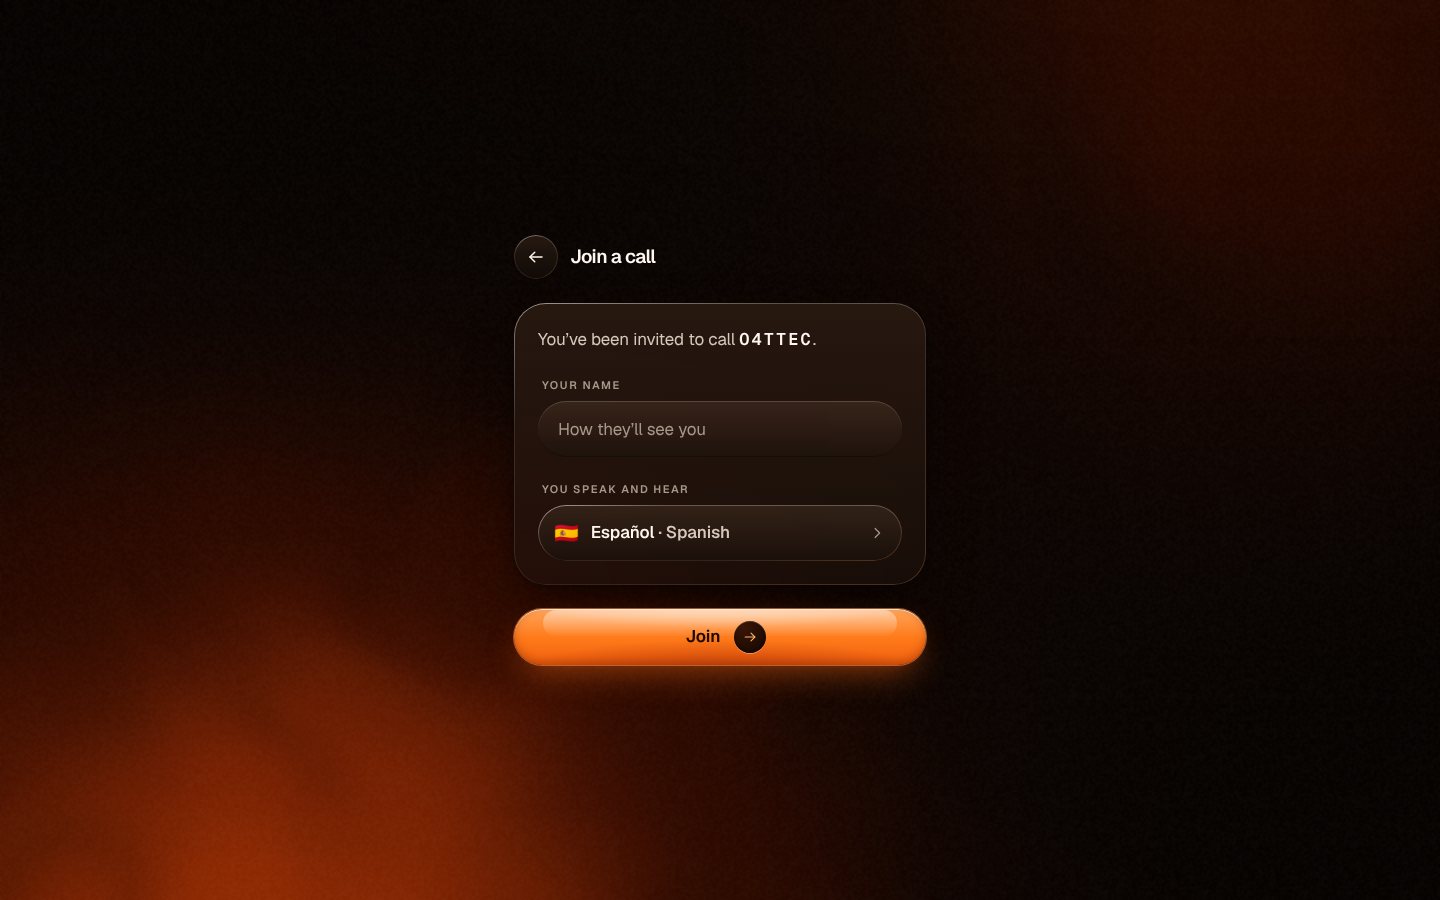 Join a call
You’ve been invited to call O4TTEC.
YOUR NAME
How they’ll see you
YOU SPEAK AND HEAR
Español · Spanish
Join